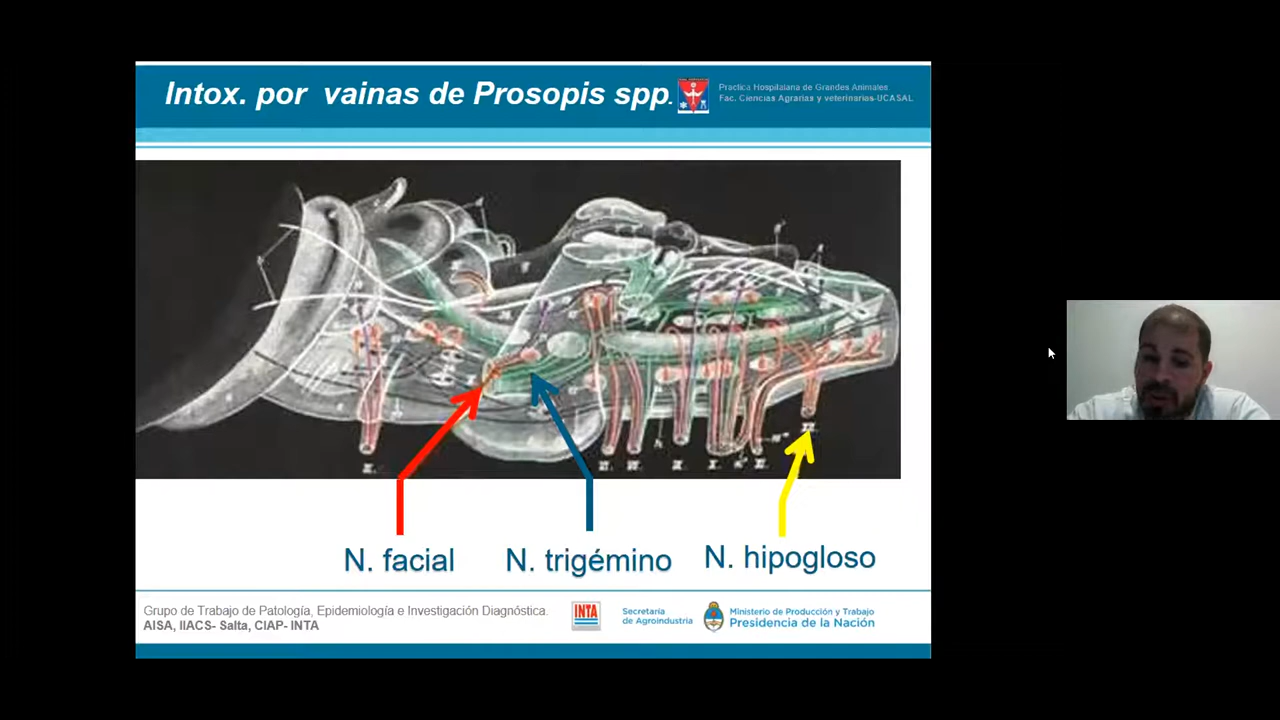 Intox. por vainas de Prosopis spp.
Practica Hospilalaina de Grandes Animales
Fac. Ciencias Agrarias y veterinarias-UCASAL
N. facial
N. trigémino
N. hipogloso
Grupo de Trabajo de Patología, Epidemiología e Investigación Diagnóstica.
AISA, IIACS- Salta, CIAP- INTA
INTA
Secretaría
de Agroindustria
Ministerio de Producción y Trabajo
Presidencia de la Nación